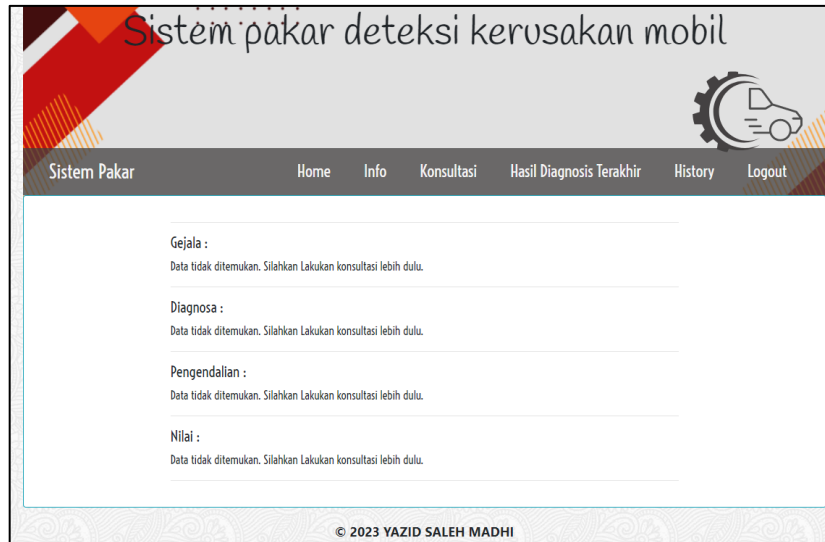 Sistem pakar deteksi kerusakan mobil
Sistem Pakar Home Info Konsultasi Hasil Diagnosis Terakhir History Logout
Gejala :
Data tidak ditemukan. Silahkan Lakukan konsultasi lebih dulu.
Diagnosa :
Data tidak ditemukan. Silahkan Lakukan konsultasi lebih dulu.
Pengendalian :
Data tidak ditemukan. Silahkan Lakukan konsultasi lebih dulu.
Nilai :
Data tidak ditemukan. Silahkan Lakukan konsultasi lebih dulu.
© 2023 YAZID SALEH MADHI